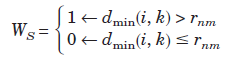 W_S = { 1 ← d_min(i, k) > r_nm
0 ← d_min(i, k) ≤ r_nm